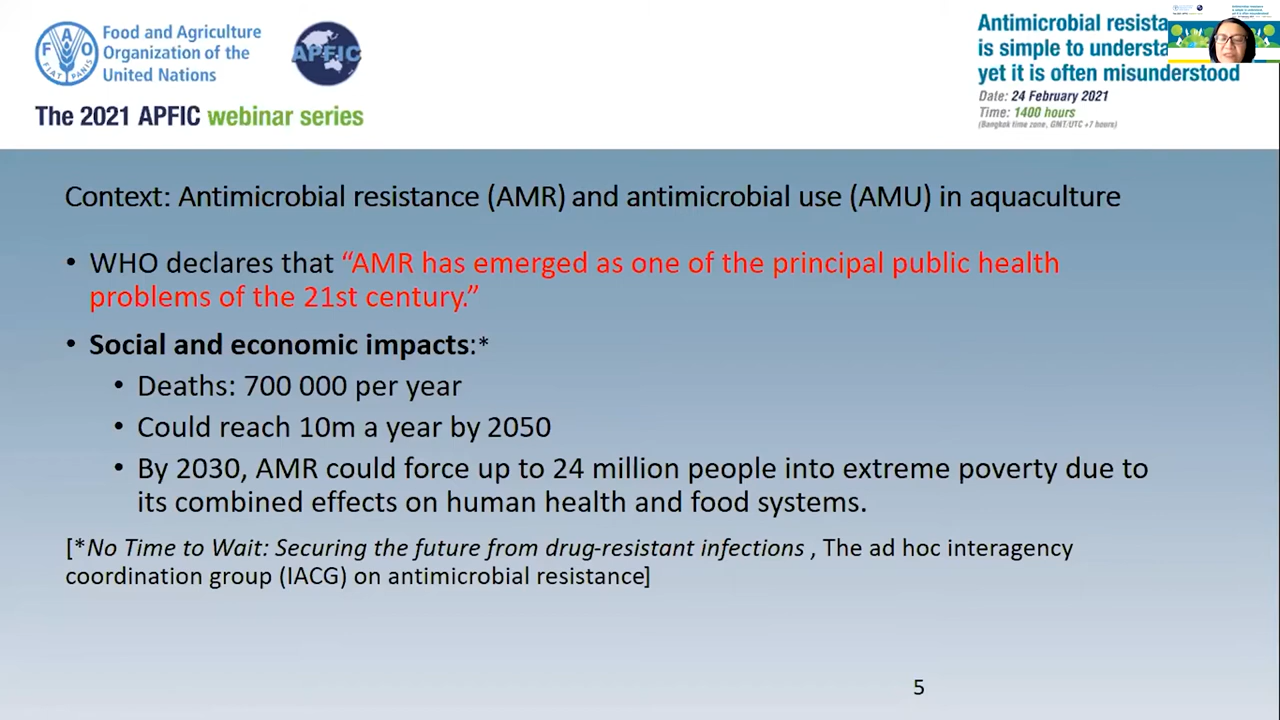 Food and Agriculture
Organization of the
United Nations
APFIC
The 2021 APFIC webinar series
Antimicrobial
is simple to
yet it is often misunderstood
Date: 24 February 2021
Time: 1400 hours
(Bangkok time zone, GMT/UTC +7 hours)
Context: Antimicrobial resistance (AMR) and antimicrobial use (AMU) in aquaculture
• WHO declares that “AMR has emerged as one of the principal public health
problems of the 21st century.”
• Social and economic impacts:*
• Deaths: 700 000 per year
• Could reach 10m a year by 2050
• By 2030, AMR could force up to 24 million people into extreme poverty due to
its combined effects on human health and food systems.
[*No Time to Wait: Securing the future from drug-resistant infections , The ad hoc interagency
coordination group (IACG) on antimicrobial resistance]
5